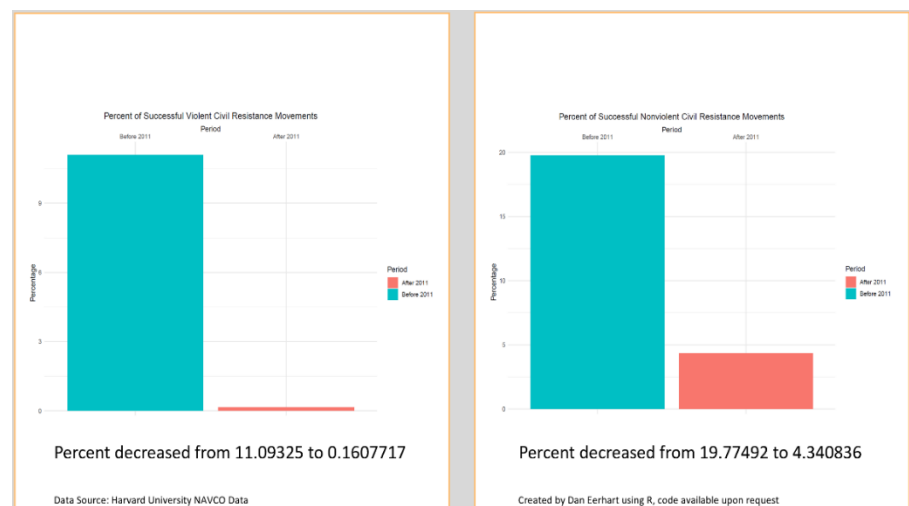 Percent of Successful Violent Civil Resistance Movements
Period
Before 2011 After 2011
9
6
3
0
Percentage
Period
After 2011
Before 2011
Percent decreased from 11.09325 to 0.1607717
Data Source: Harvard University NAVCO Data
Percent of Successful Nonviolent Civil Resistance Movements
Period
Before 2011 After 2011
20
15
10
5
0
Percentage
Period
After 2011
Before 2011
Percent decreased from 19.77492 to 4.340836
Created by Dan Eerhart using R, code available upon request